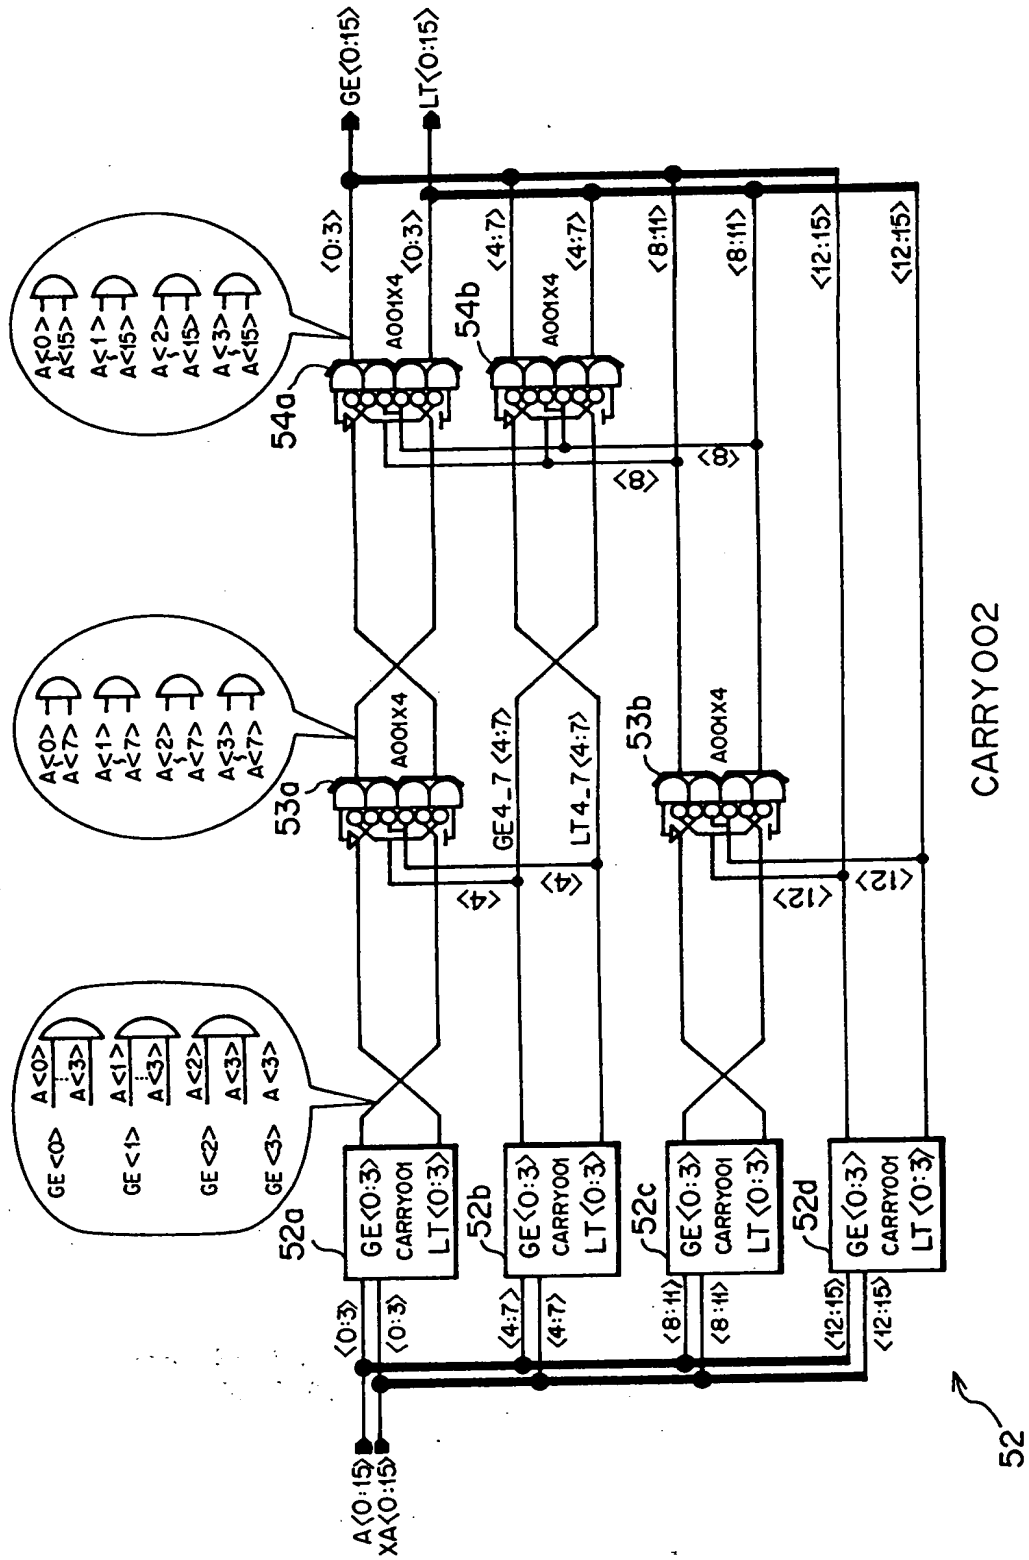 A<0:15>
XA<0:15>
52
<0:3>
<0:3>
<4:7>
<4:7>
<8:11>
<8:11>
<12:15>
<12:15>
52a
GE<0:3>
CARRY001
LT<0:3>
52b
GE<0:3>
CARRY001
LT<0:3>
52c
GE<0:3>
CARRY001
LT<0:3>
52d
GE<0:3>
CARRY001
LT<0:3>
GE<0>
A<0>
A<3>
GE<1>
A<1>
A<3>
GE<2>
A<2>
A<3>
GE<3>
A<3>
53a
A001X4
<4>
<4>
GE4_7<4:7>
LT4_7<4:7>
53b
A001X4
<12>
<12>
A<0>
~
A<7>
A<1>
~
A<7>
A<2>
~
A<7>
A<3>
~
A<7>
54a
A001X4
54b
A001X4
<8>
<8>
A<0>
~
A<15>
A<1>
~
A<15>
A<2>
~
A<15>
A<3>
~
A<15>
<0:3>
<0:3>
<4:7>
<4:7>
<8:11>
<8:11>
<12:15>
<12:15>
GE<0:15>
LT<0:15>
CARRY002